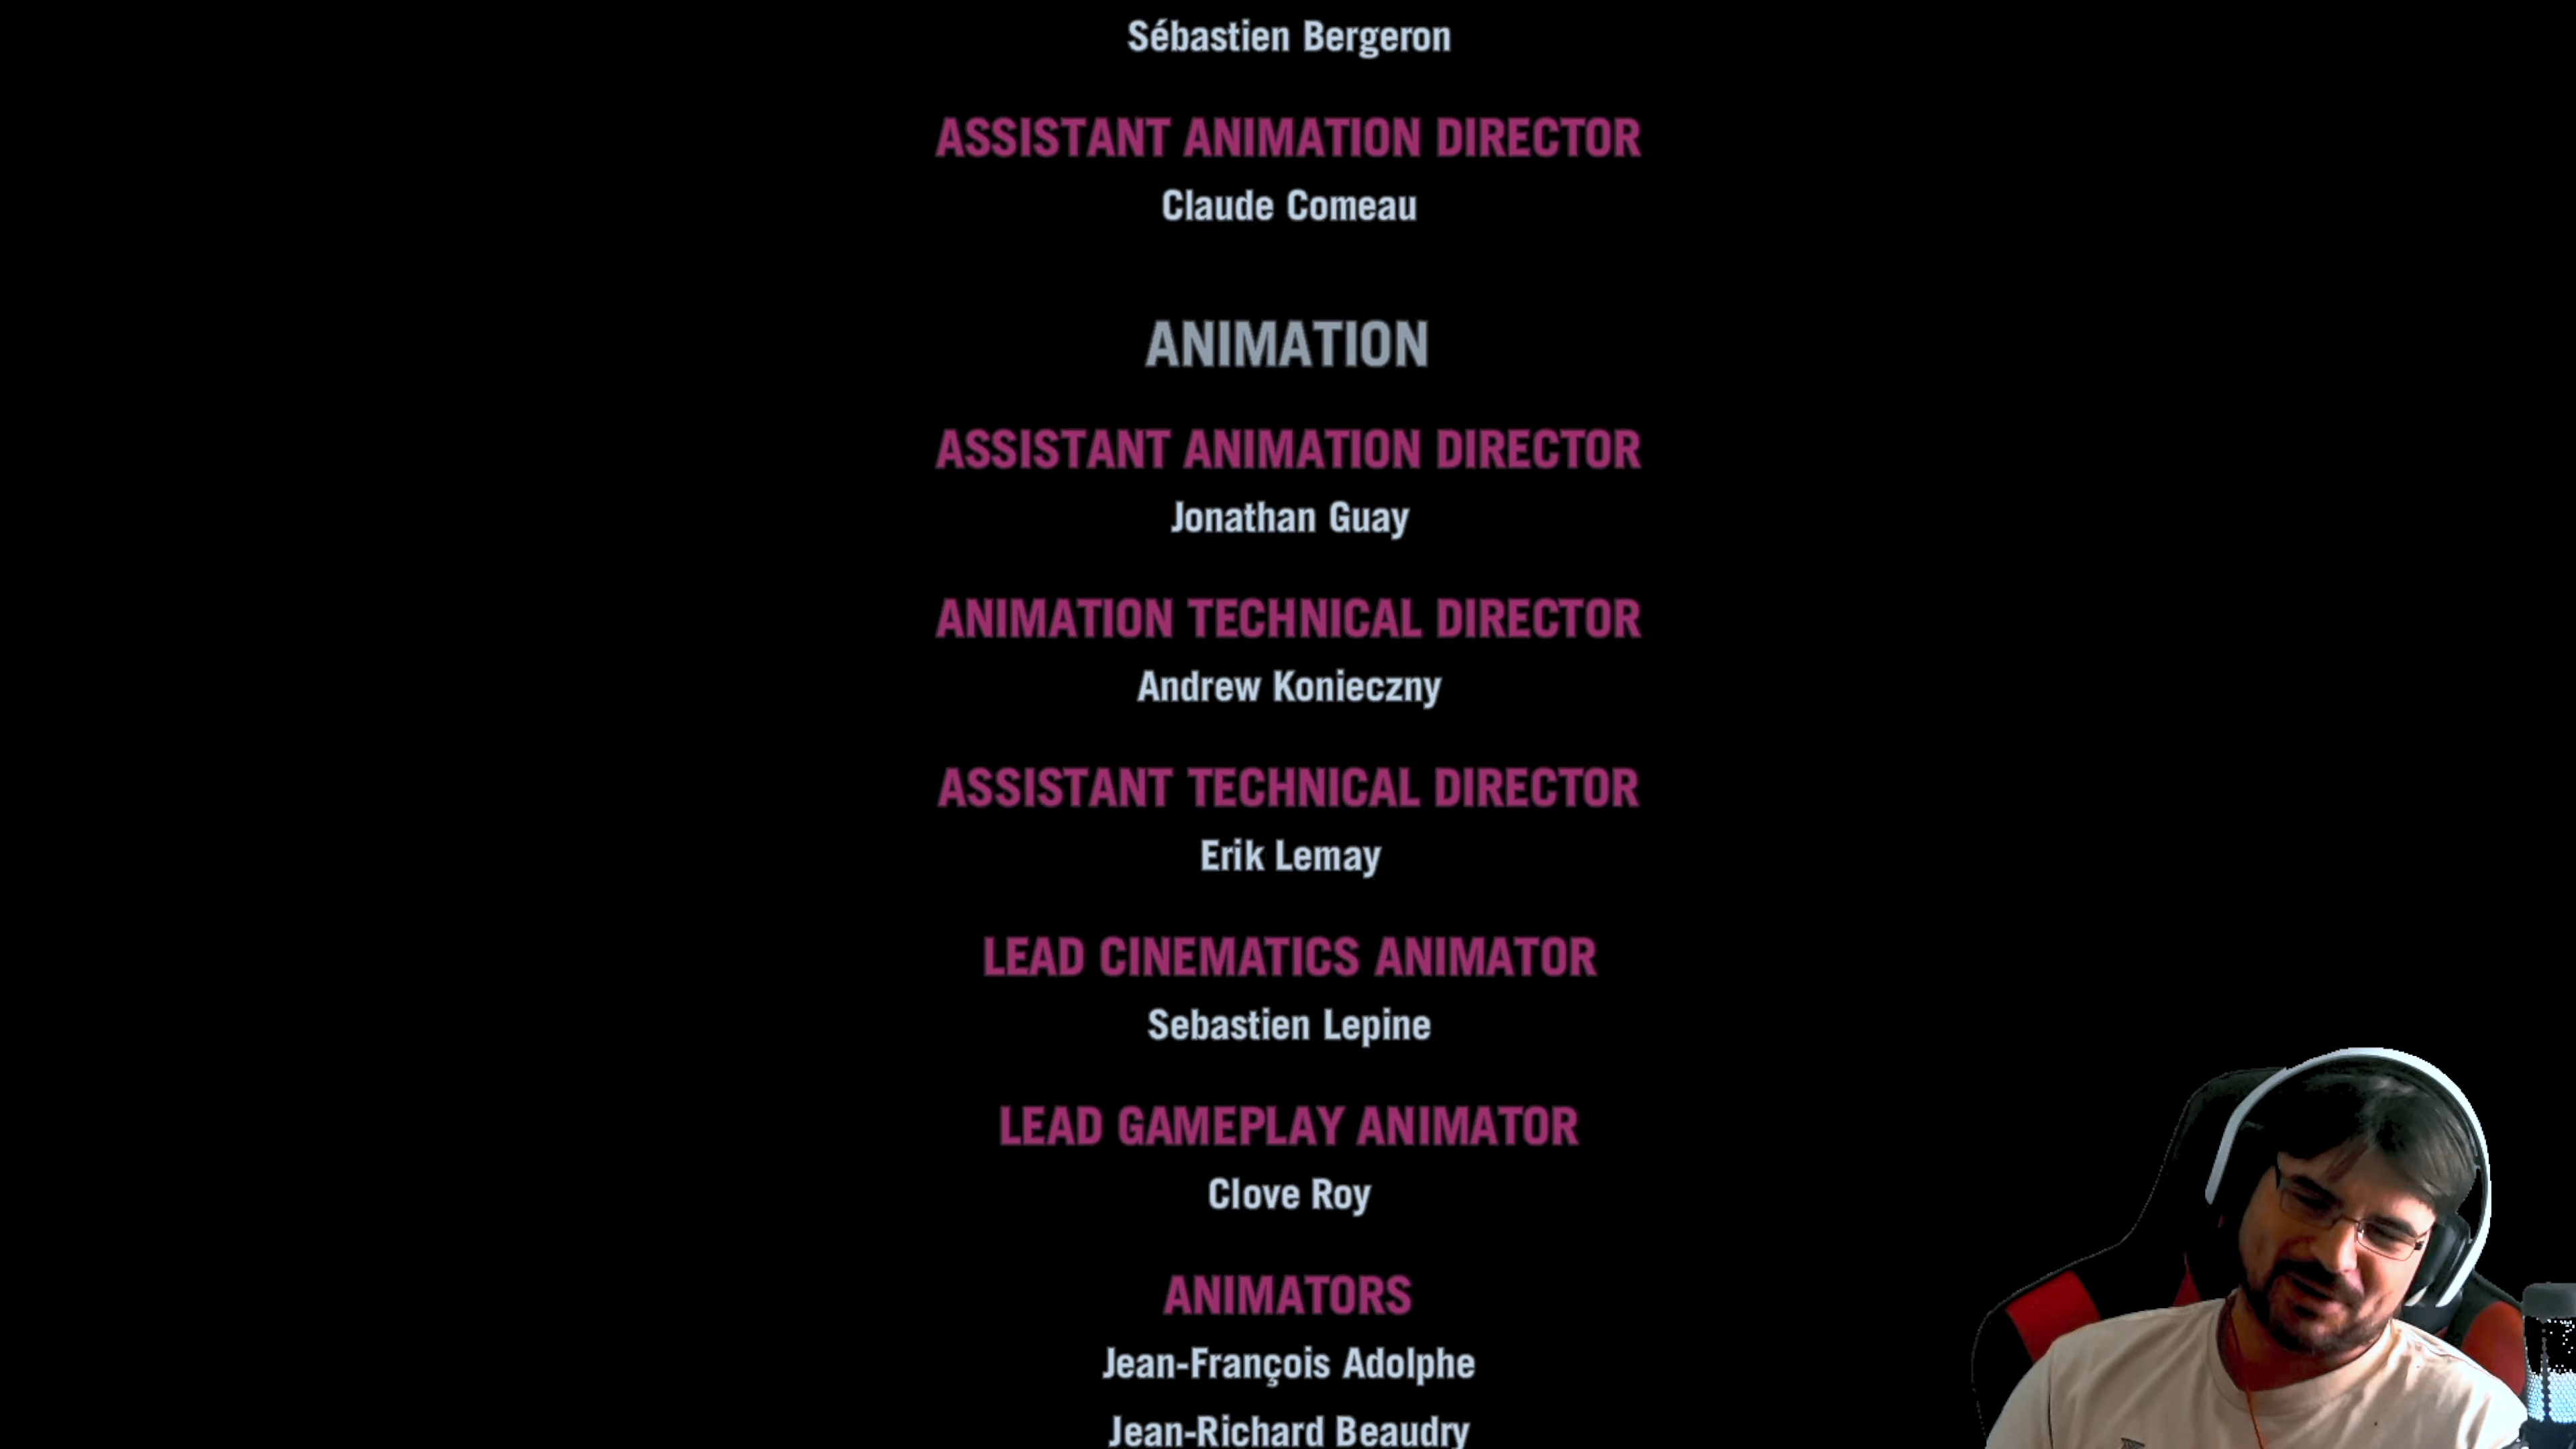 Sébastien Bergeron
ASSISTANT ANIMATION DIRECTOR
Claude Comeau
ANIMATION
ASSISTANT ANIMATION DIRECTOR
Jonathan Guay
ANIMATION TECHNICAL DIRECTOR
Andrew Konieczny
ASSISTANT TECHNICAL DIRECTOR
Erik Lemay
LEAD CINEMATICS ANIMATOR
Sebastien Lepine
LEAD GAMEPLAY ANIMATOR
Clove Roy
ANIMATORS
Jean-François Adolphe
Jean-Richard Beaudry